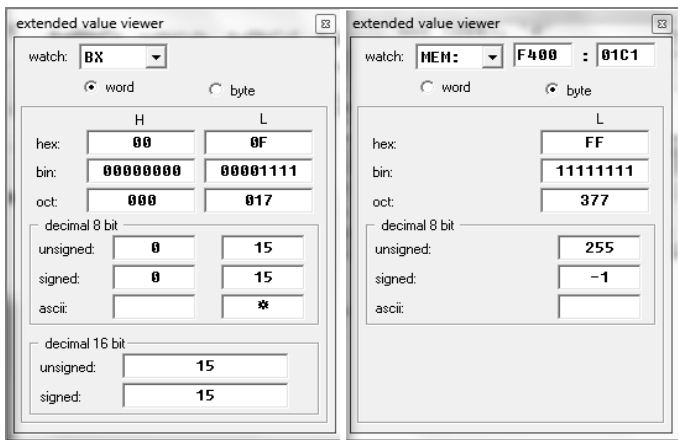 extended value viewer
watch: BX
word byte
H L
hex: 00 0F
bin: 00000000 00001111
oct: 000 017
decimal 8 bit
unsigned: 0 15
signed: 0 15
ascii: *
decimal 16 bit
unsigned: 15
signed: 15
extended value viewer
watch: MEM: F400 : 01C1
word byte
L
hex: FF
bin: 11111111
oct: 377
decimal 8 bit
unsigned: 255
signed: -1
ascii: